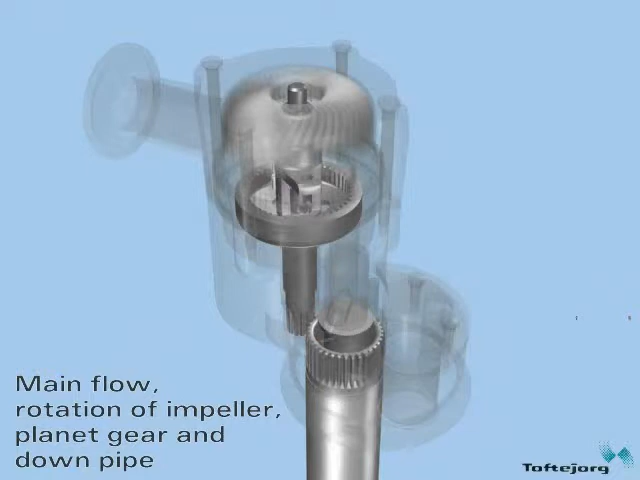 Main flow,
rotation of impeller,
planet gear and
down pipe
Toftejorg